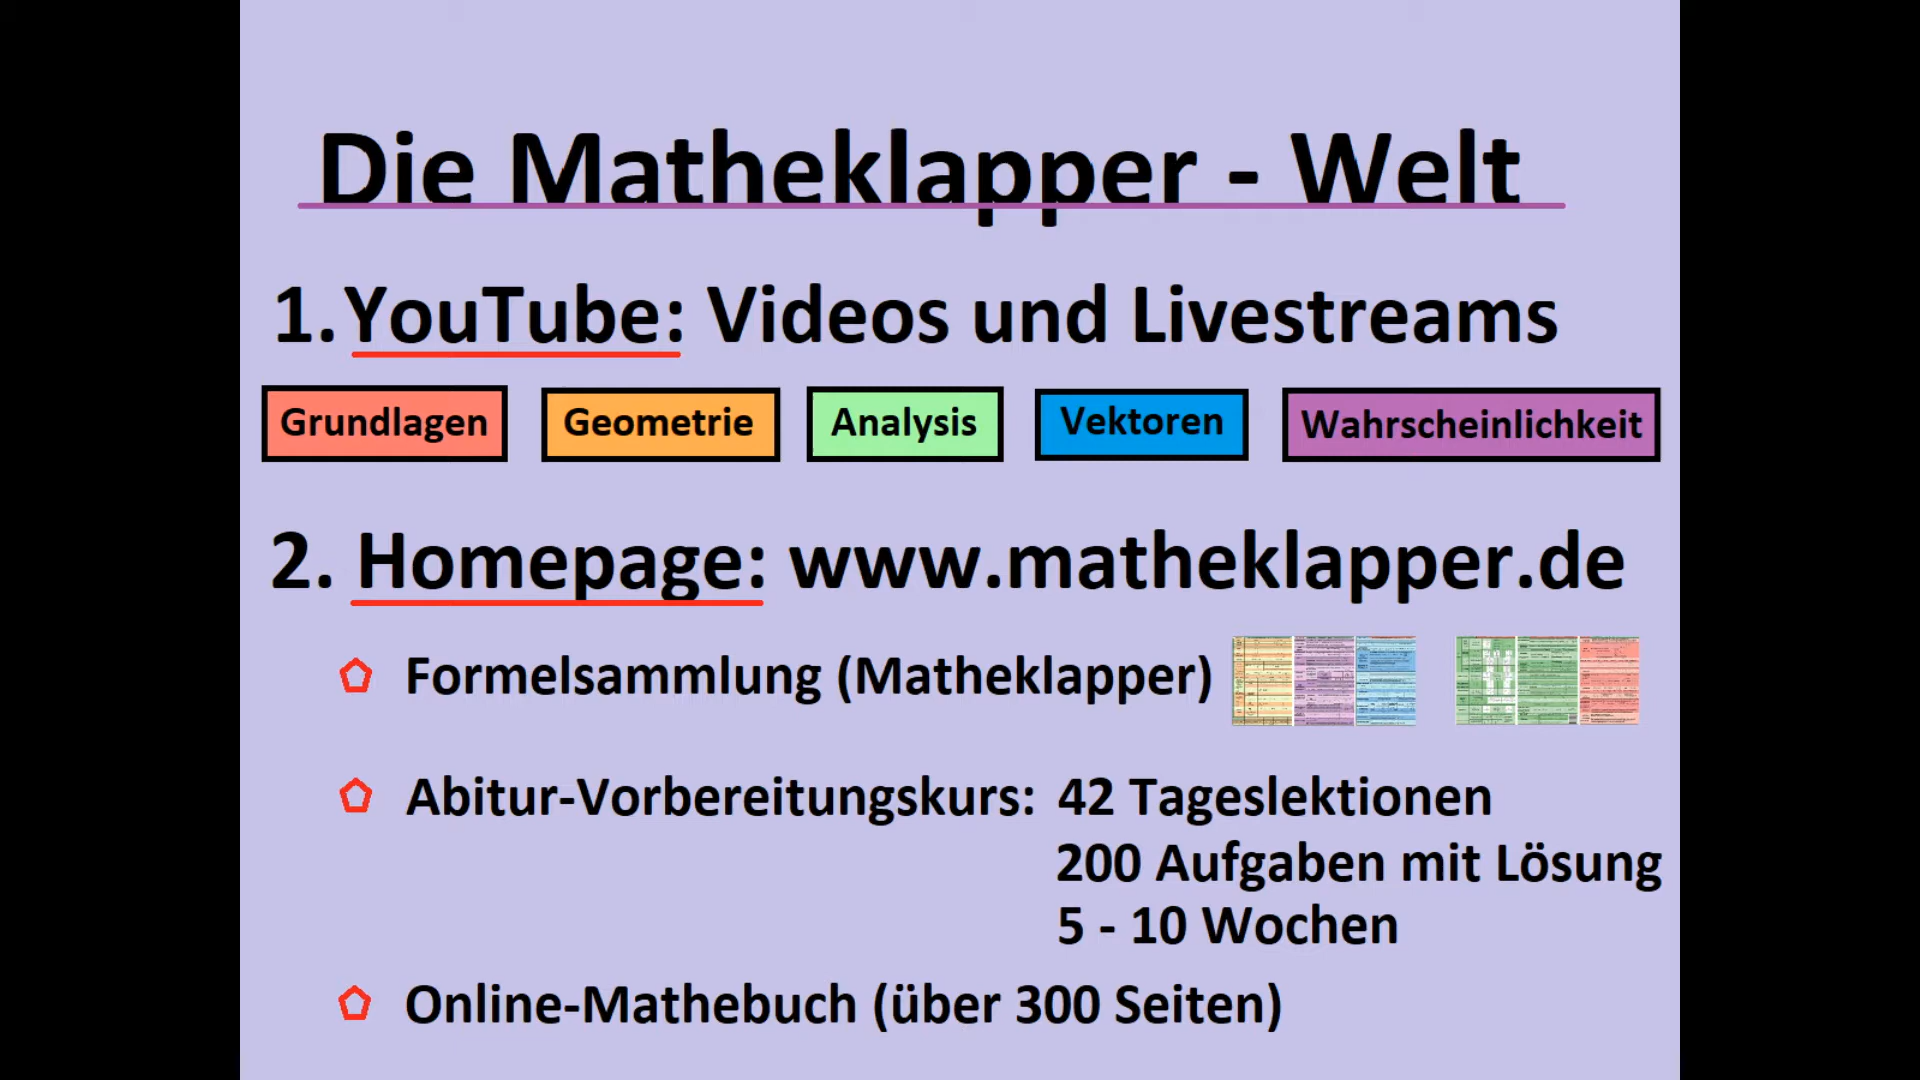 Die Matheklapper - Welt
1. YouTube: Videos und Livestreams
Grundlagen Geometrie Analysis Vektoren Wahrscheinlichkeit
2. Homepage: www.matheklapper.de
Formelsammlung (Matheklapper)
Abitur-Vorbereitungskurs: 42 Tageslektionen
200 Aufgaben mit Lösung
5 - 10 Wochen
Online-Mathebuch (über 300 Seiten)